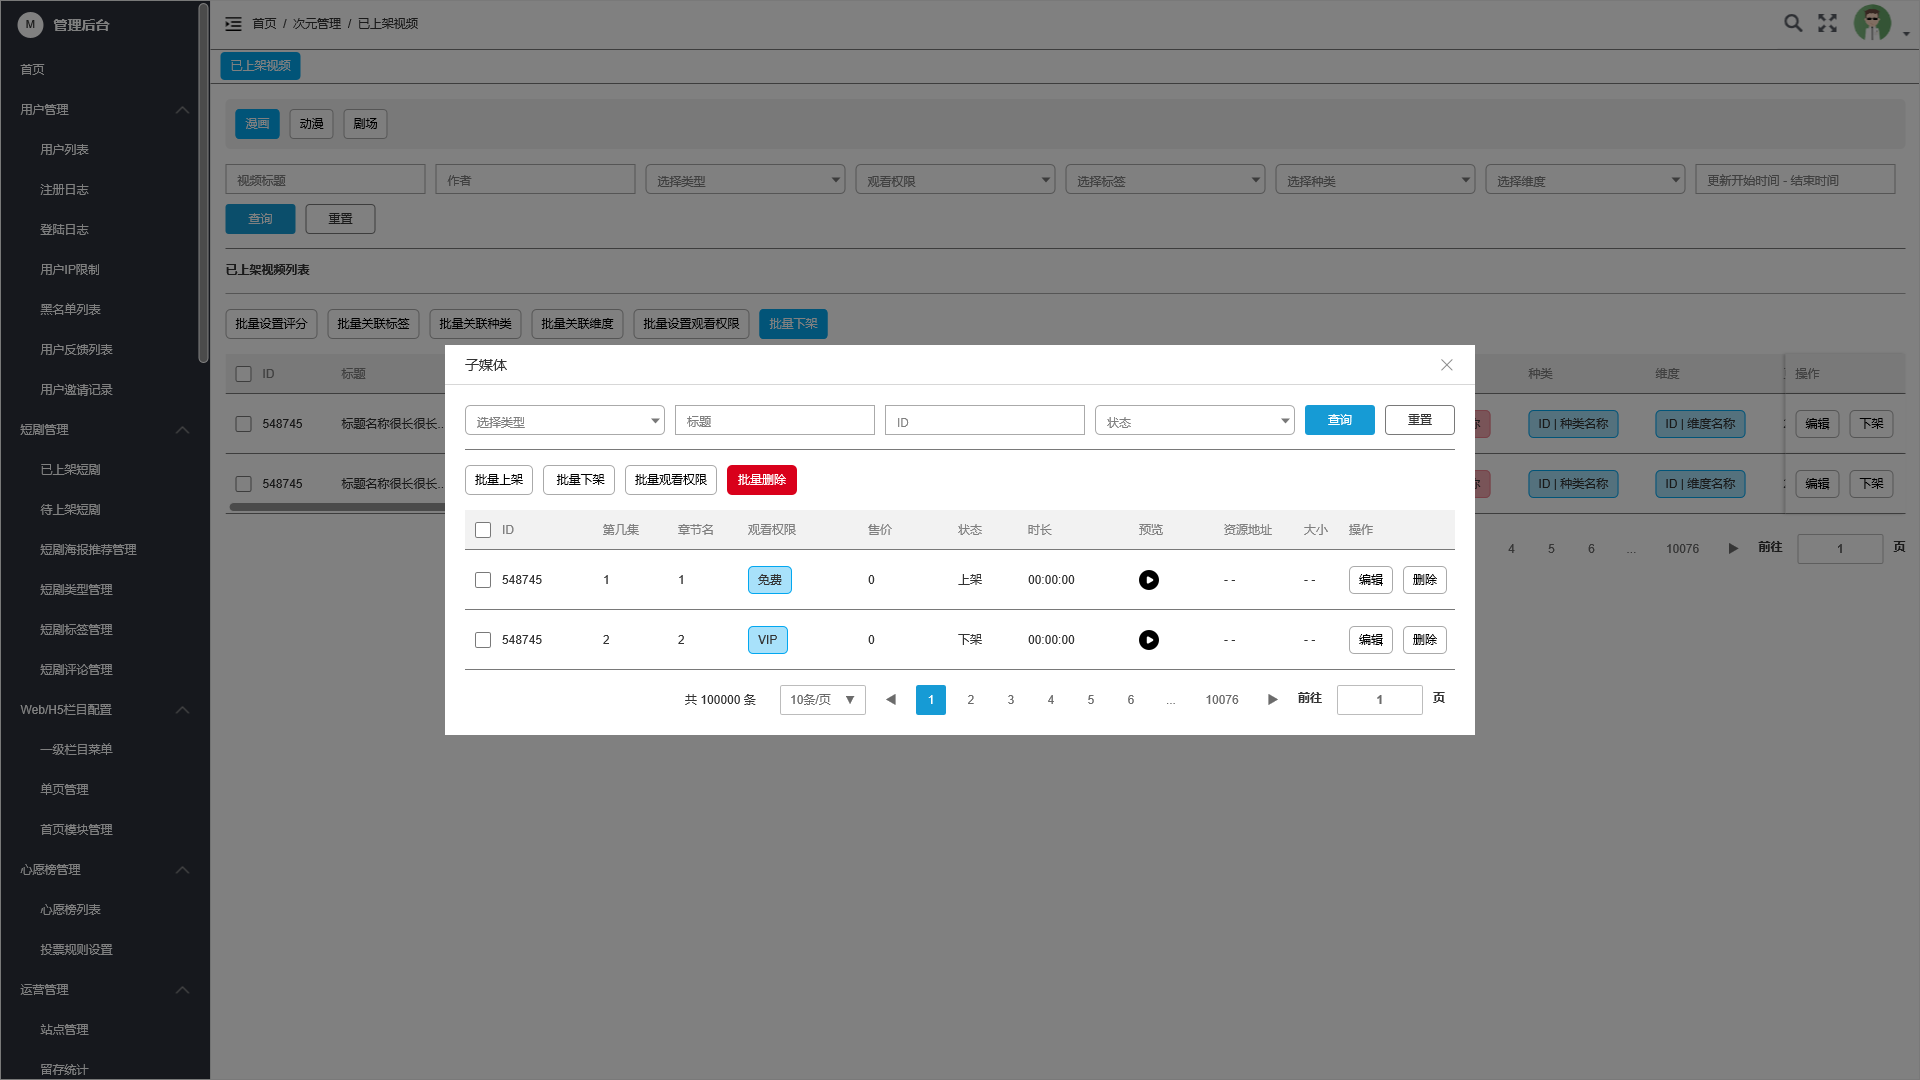 M 管理后台
首页 / 次元管理 / 已上架视频
首页
用户管理
用户列表
注册日志
登陆日志
用户IP限制
黑名单列表
用户反馈列表
用户邀请记录
短剧管理
已上架短剧
待上架短剧
短剧海报推荐管理
短剧类型管理
短剧标签管理
短剧评论管理
Web/H5栏目配置
一级栏目菜单
单页管理
首页模块管理
心愿榜管理
心愿榜列表
投票规则设置
运营管理
站点管理
留存统计
已上架视频
漫画 动漫 剧场
视频标题 作者 选择类型 观看权限 选择标签 选择种类 选择维度 更新开始时间 - 结束时间
查询 重置
已上架视频列表
批量设置评分 批量关联标签 批量关联种类 批量关联维度 批量设置观看权限 批量下架
ID 标题 种类 维度 操作
548745 标题名称很长很长... ID | 种类名称 ID | 维度名称 编辑 下架
548745 标题名称很长很长... ID | 种类名称 ID | 维度名称 编辑 下架
4 5 6 ... 10076 前往 1 页
子媒体
选择类型 标题 ID 状态 查询 重置
批量上架 批量下架 批量观看权限 批量删除
ID 第几集 章节名 观看权限 售价 状态 时长 预览 资源地址 大小 操作
548745 1 1 免费 0 上架 00:00:00 - - - - 编辑 删除
548745 2 2 VIP 0 下架 00:00:00 - - - - 编辑 删除
共 100000 条 10条/页 1 2 3 4 5 6 ... 10076 前往 1 页